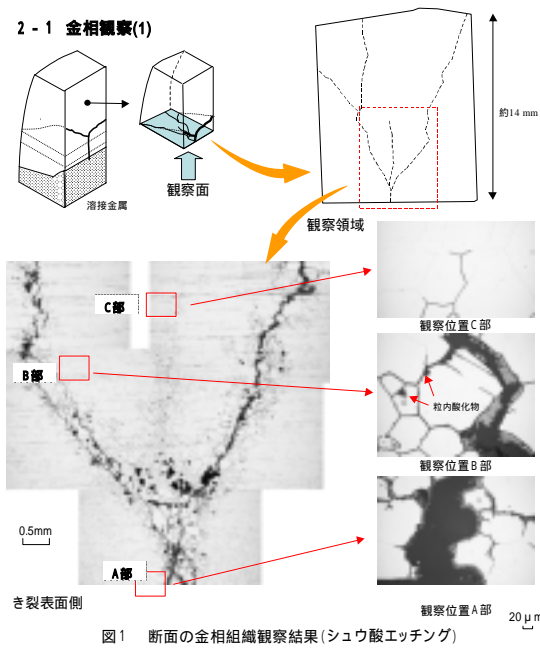 2-1 金相観察(1)
観察面
溶接金属
約14 mm
観察領域
C部
観察位置C部
B部
粒内酸化物
観察位置B部
0.5mm
A部
き裂表面側
観察位置A部
20μm
図1 断面の金相組織観察結果(シュウ酸エッチング)